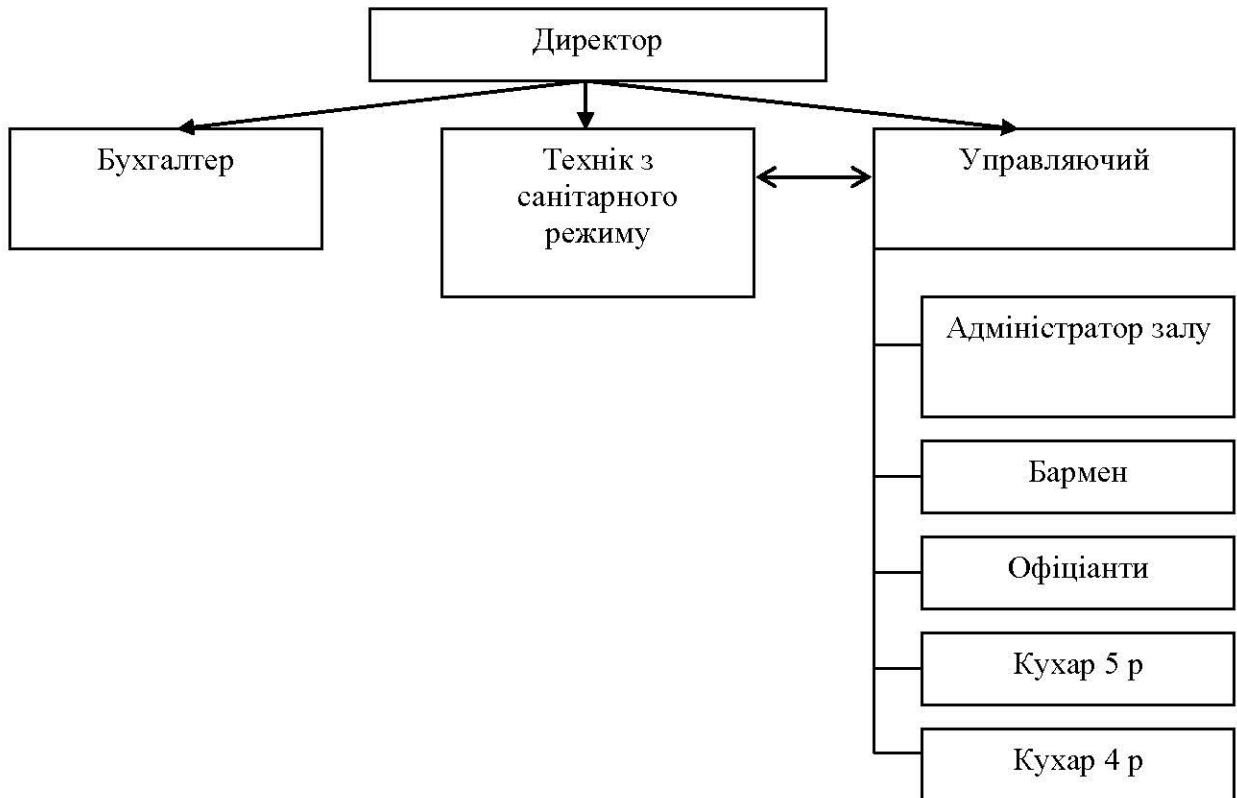 Директор
Бухгалтер
Технік з
санітарного
режиму
Управляючий
Адміністратор залу
Бармен
Офіціанти
Кухар 5 р
Кухар 4 р